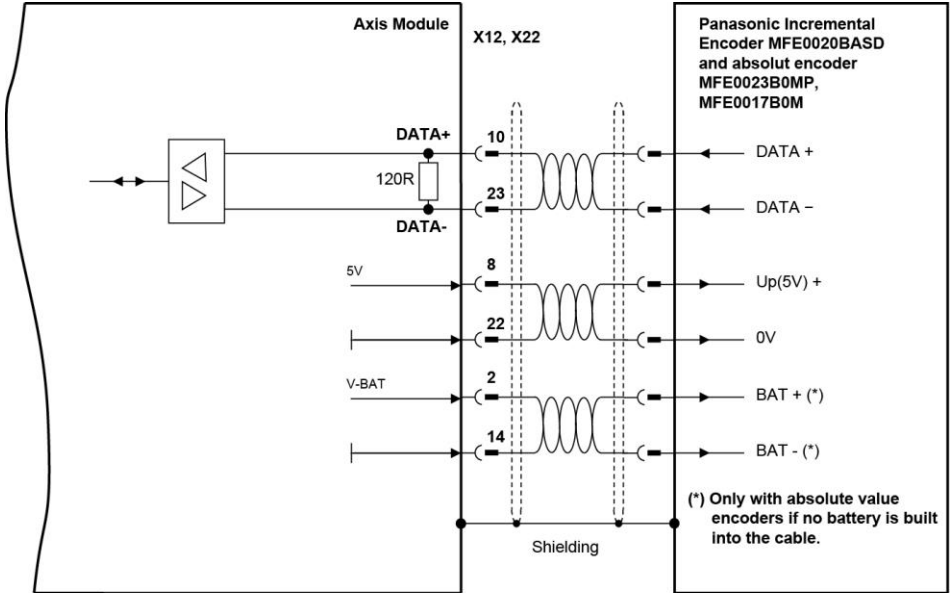 Axis Module
X12, X22
Panasonic Incremental
Encoder MFE0020BASD
and absolut encoder
MFE0023B0MP,
MFE0017B0M
DATA+
10
DATA +
120R
23
DATA −
DATA-
5V
8
Up(5V) +
22
0V
V-BAT
2
BAT + (*)
14
BAT - (*)
(*) Only with absolute value
encoders if no battery is built
into the cable.
Shielding